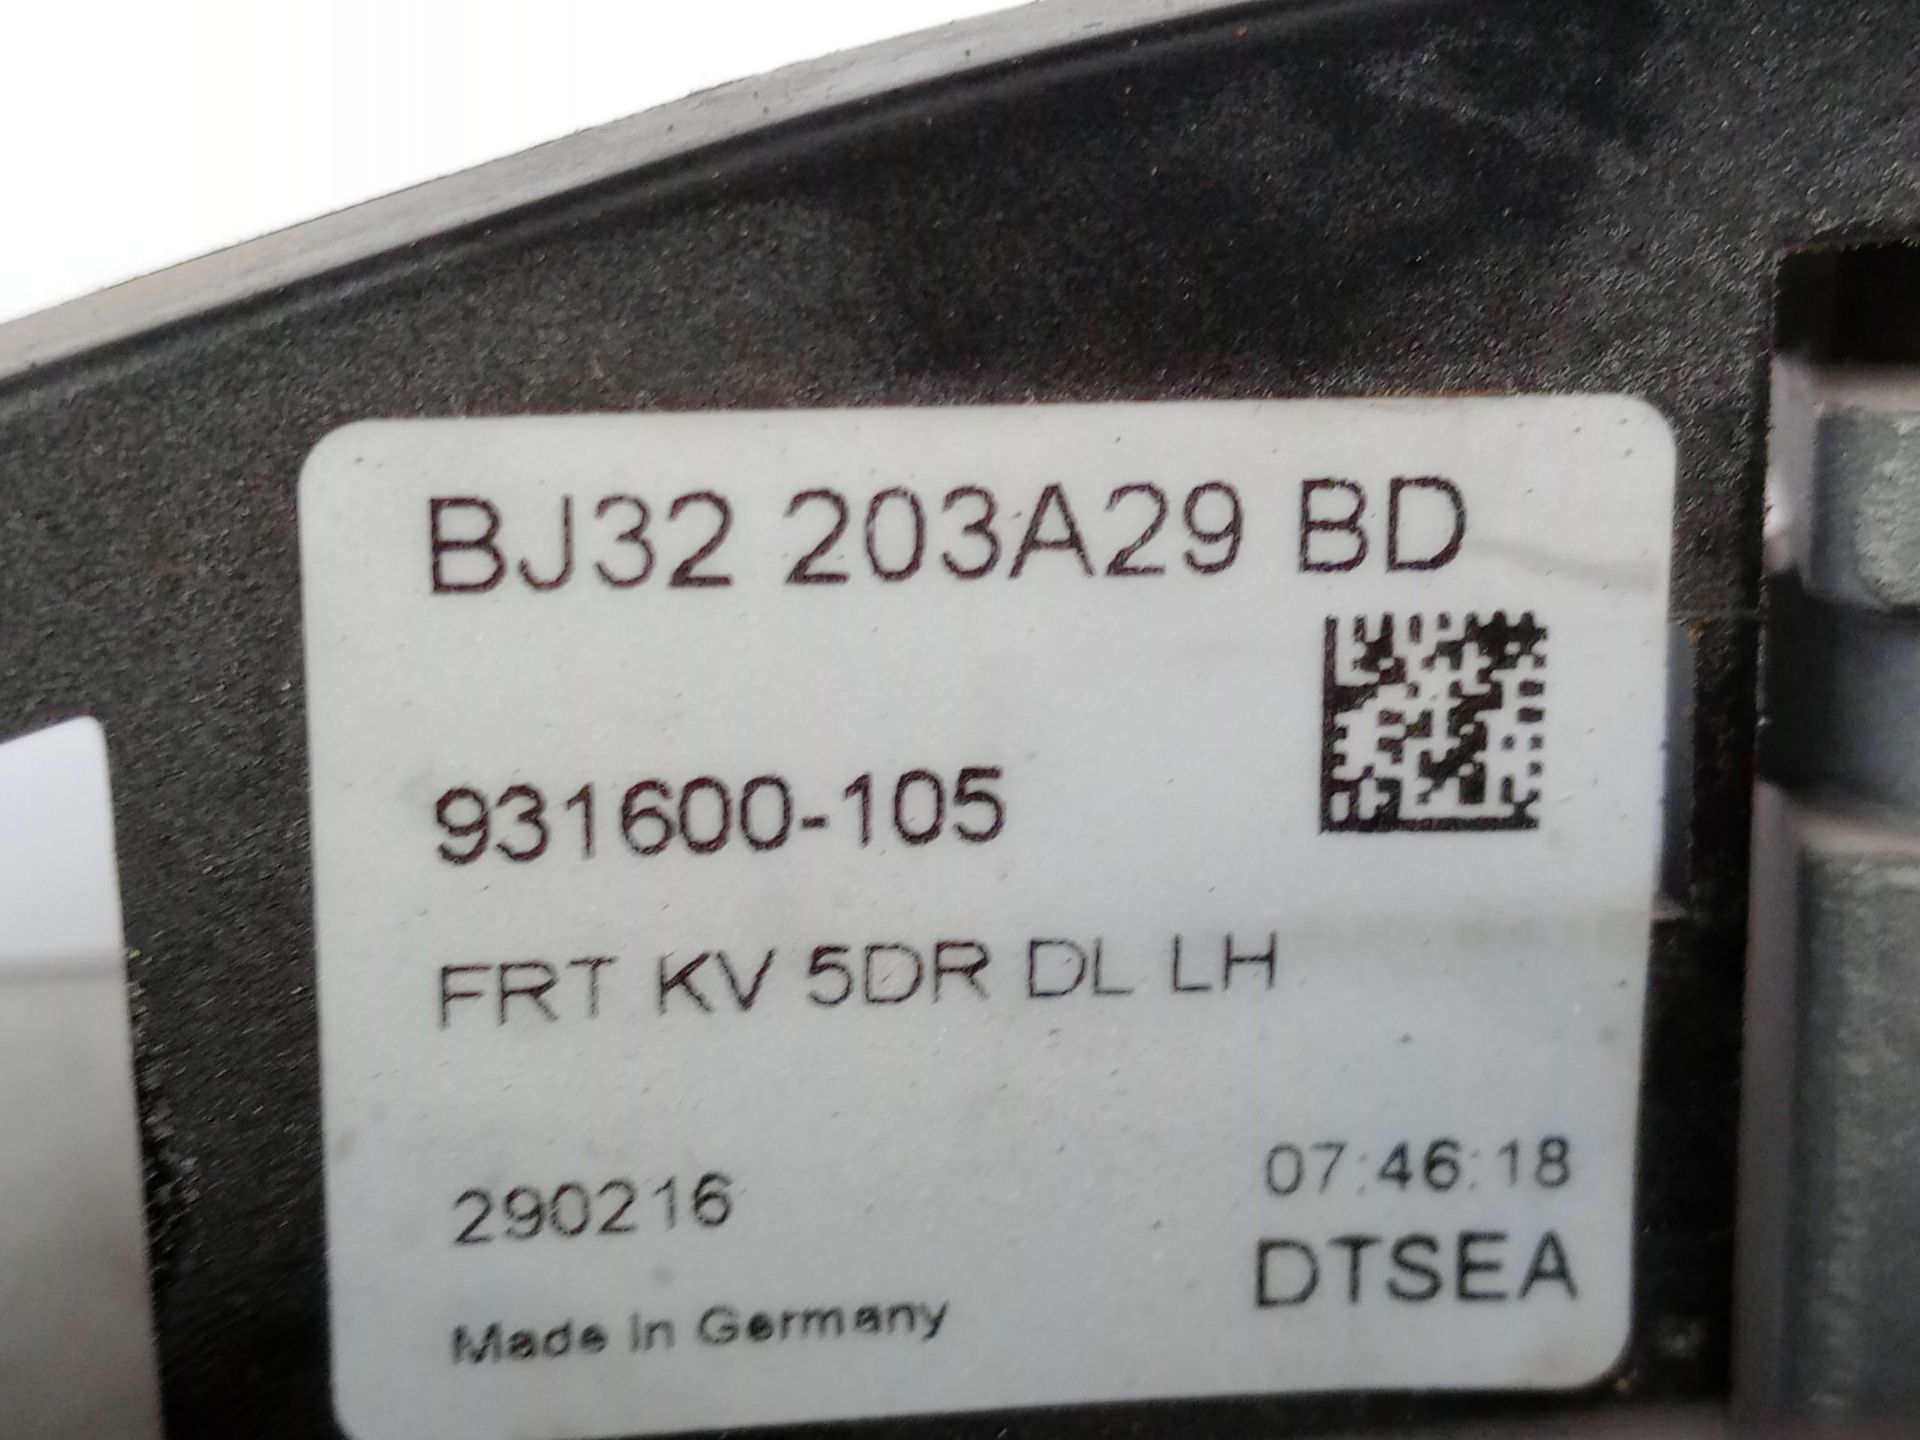 BJ32 203A29 BD
931600-105
FRT KV 5DR DL LH
290216
07:46:18
DTSEA
Made In Germany